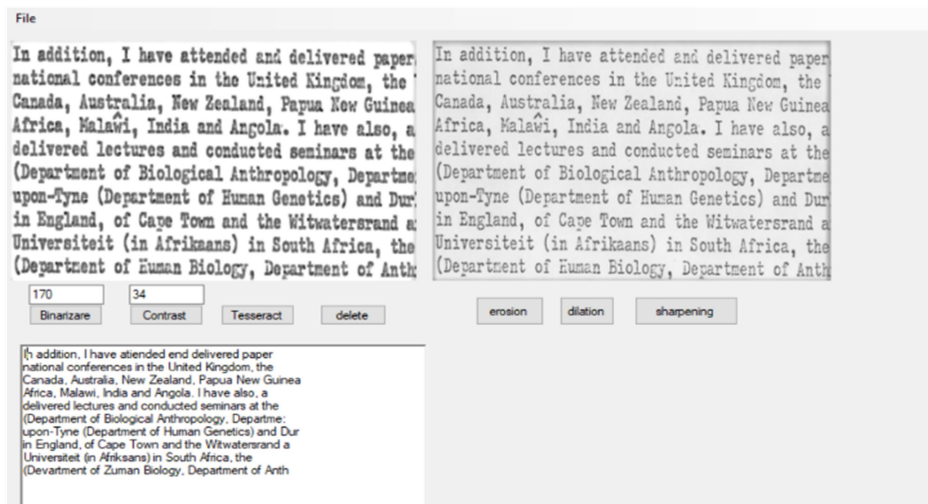 File
In addition, I have attended and delivered paper
national conferences in the United Kingdom, the
Canada, Australia, New Zealand, Papua New Guinea
Africa, Malawi, India and Angola. I have also, a
delivered lectures and conducted seminars at the
(Department of Biological Anthropology, Departme
upon-Tyne (Department of Human Genetics) and Dur
in England, of Cape Town and the Witwatersrand a
Universiteit (in Afrikaans) in South Africa, the
(Department of Human Biology, Department of Anth
In addition, I have attended and delivered paper
national conferences in the United Kingdom, the
Canada, Australia, New Zealand, Papua New Guinea
Africa, Malawi, India and Angola. I have also, a
delivered lectures and conducted seminars at the
(Department of Biological Anthropology, Departme
upon-Tyne (Department of Human Genetics) and Dur
in England, of Cape Town and the Witwatersrand a
Universiteit (in Afrikaans) in South Africa, the
(Department of Human Biology, Department of Anth
170 34
Binarizare Contrast Tesseract delete erosion dilation sharpening
In addition, I have atiended end delivered paper
national conferences in the United Kingdom, the
Canada, Australia, New Zealand, Papua New Guinea
Africa, Malawi, India and Angola. I have also, a
delivered lectures and conducted seminars at the
(Department of Biological Anthropology, Departme:
upon-Tyne (Department of Human Genetics) and Dur
in England, of Cape Town and the Witwatersrand a
Universiteit (in Afriksans) in South Africa, the
(Devartment of Zuman Biology, Department of Anth